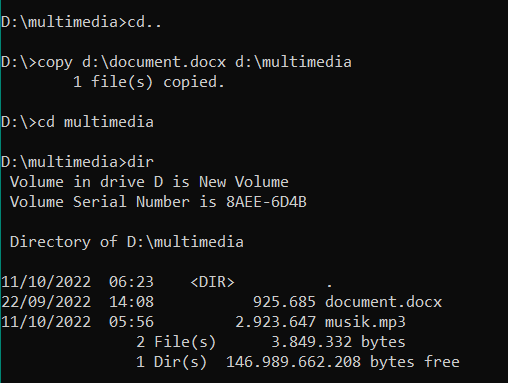 D:\multimedia>cd..
D:\>copy d:\document.docx d:\multimedia
        1 file(s) copied.
D:\>cd multimedia
D:\multimedia>dir
 Volume in drive D is New Volume
 Volume Serial Number is 8AEE-6D4B
 Directory of D:\multimedia
11/10/2022  06:23    <DIR>          .
22/09/2022  14:08           925.685 document.docx
11/10/2022  05:56         2.923.647 musik.mp3
               2 File(s)      3.849.332 bytes
               1 Dir(s)  146.989.662.208 bytes free